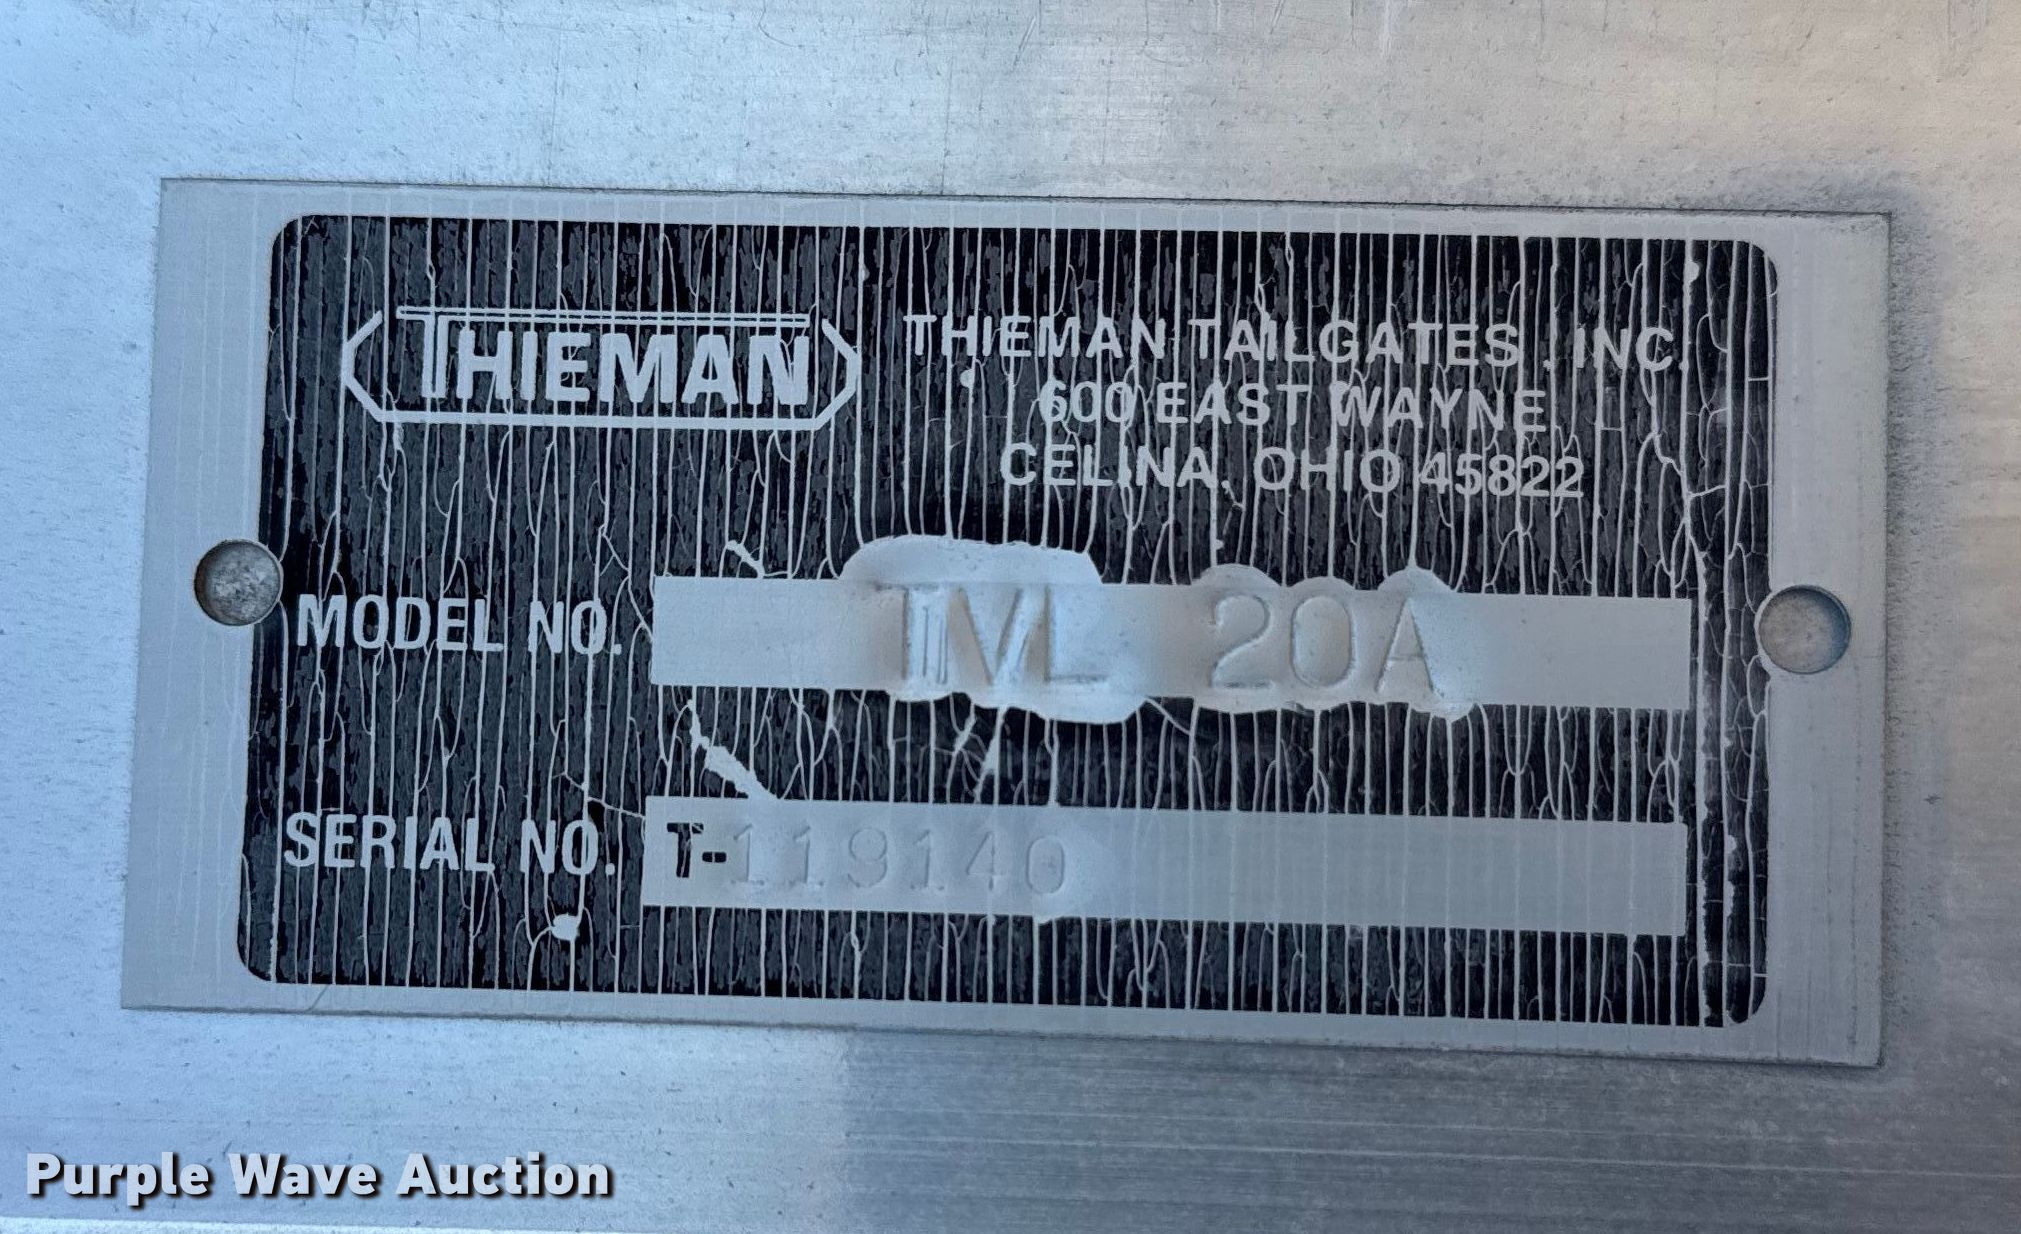 THIEMAN
THIEMAN TAILGATES, INC.
600 EAST WAYNE
CELINA, OHIO 45822
MODEL NO. TVL 20A
SERIAL NO. T-119140
Purple Wave Auction